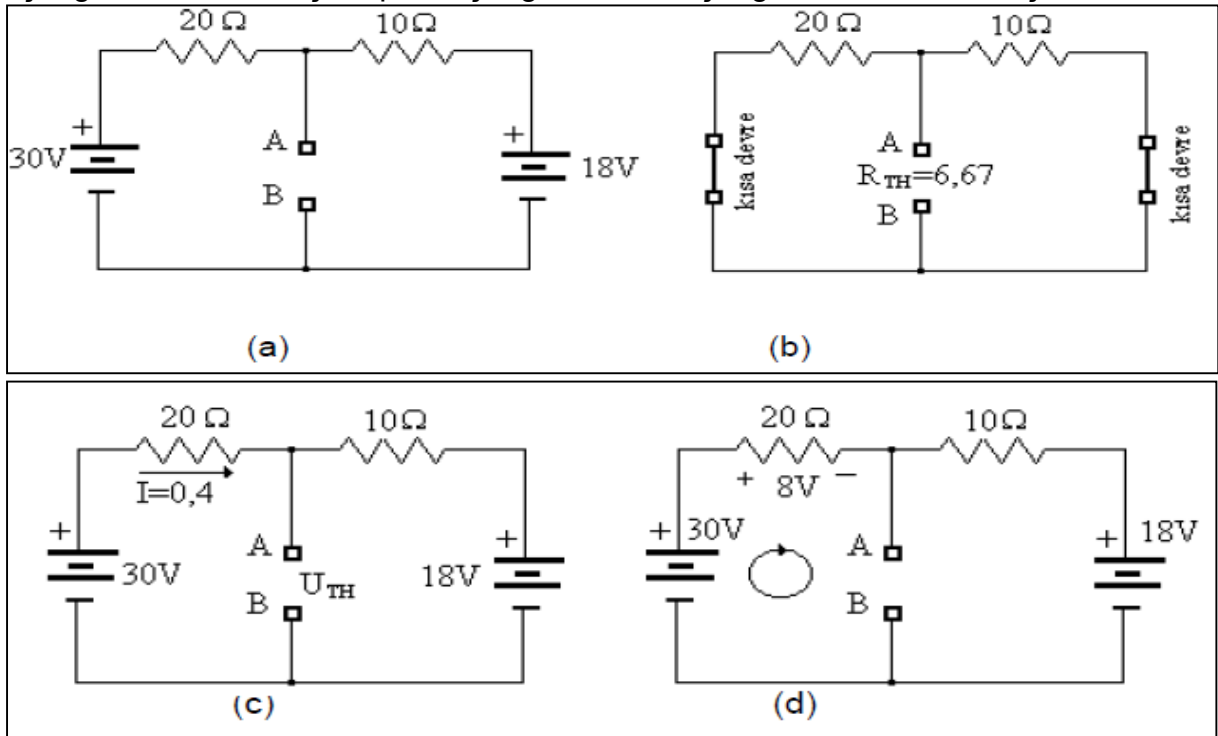 20 Ω 10Ω
30V + A B + 18V
(a)
20 Ω 10Ω
kısa devre A R_TH=6,67 B kısa devre
(b)
20 Ω 10Ω
I=0,4
+ 30V A U_TH B + 18V
(c)
20 Ω 10Ω
+ 8V −
+ 30V A B + 18V
(d)